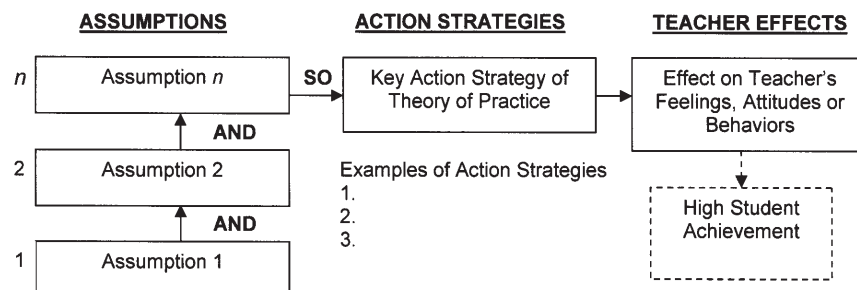 ASSUMPTIONS
ACTION STRATEGIES
TEACHER EFFECTS
n
Assumption n
SO
Key Action Strategy of
Theory of Practice
Effect on Teacher's
Feelings, Attitudes or
Behaviors
AND
2
Assumption 2
Examples of Action Strategies
1.
2.
3.
High Student
Achievement
AND
1
Assumption 1